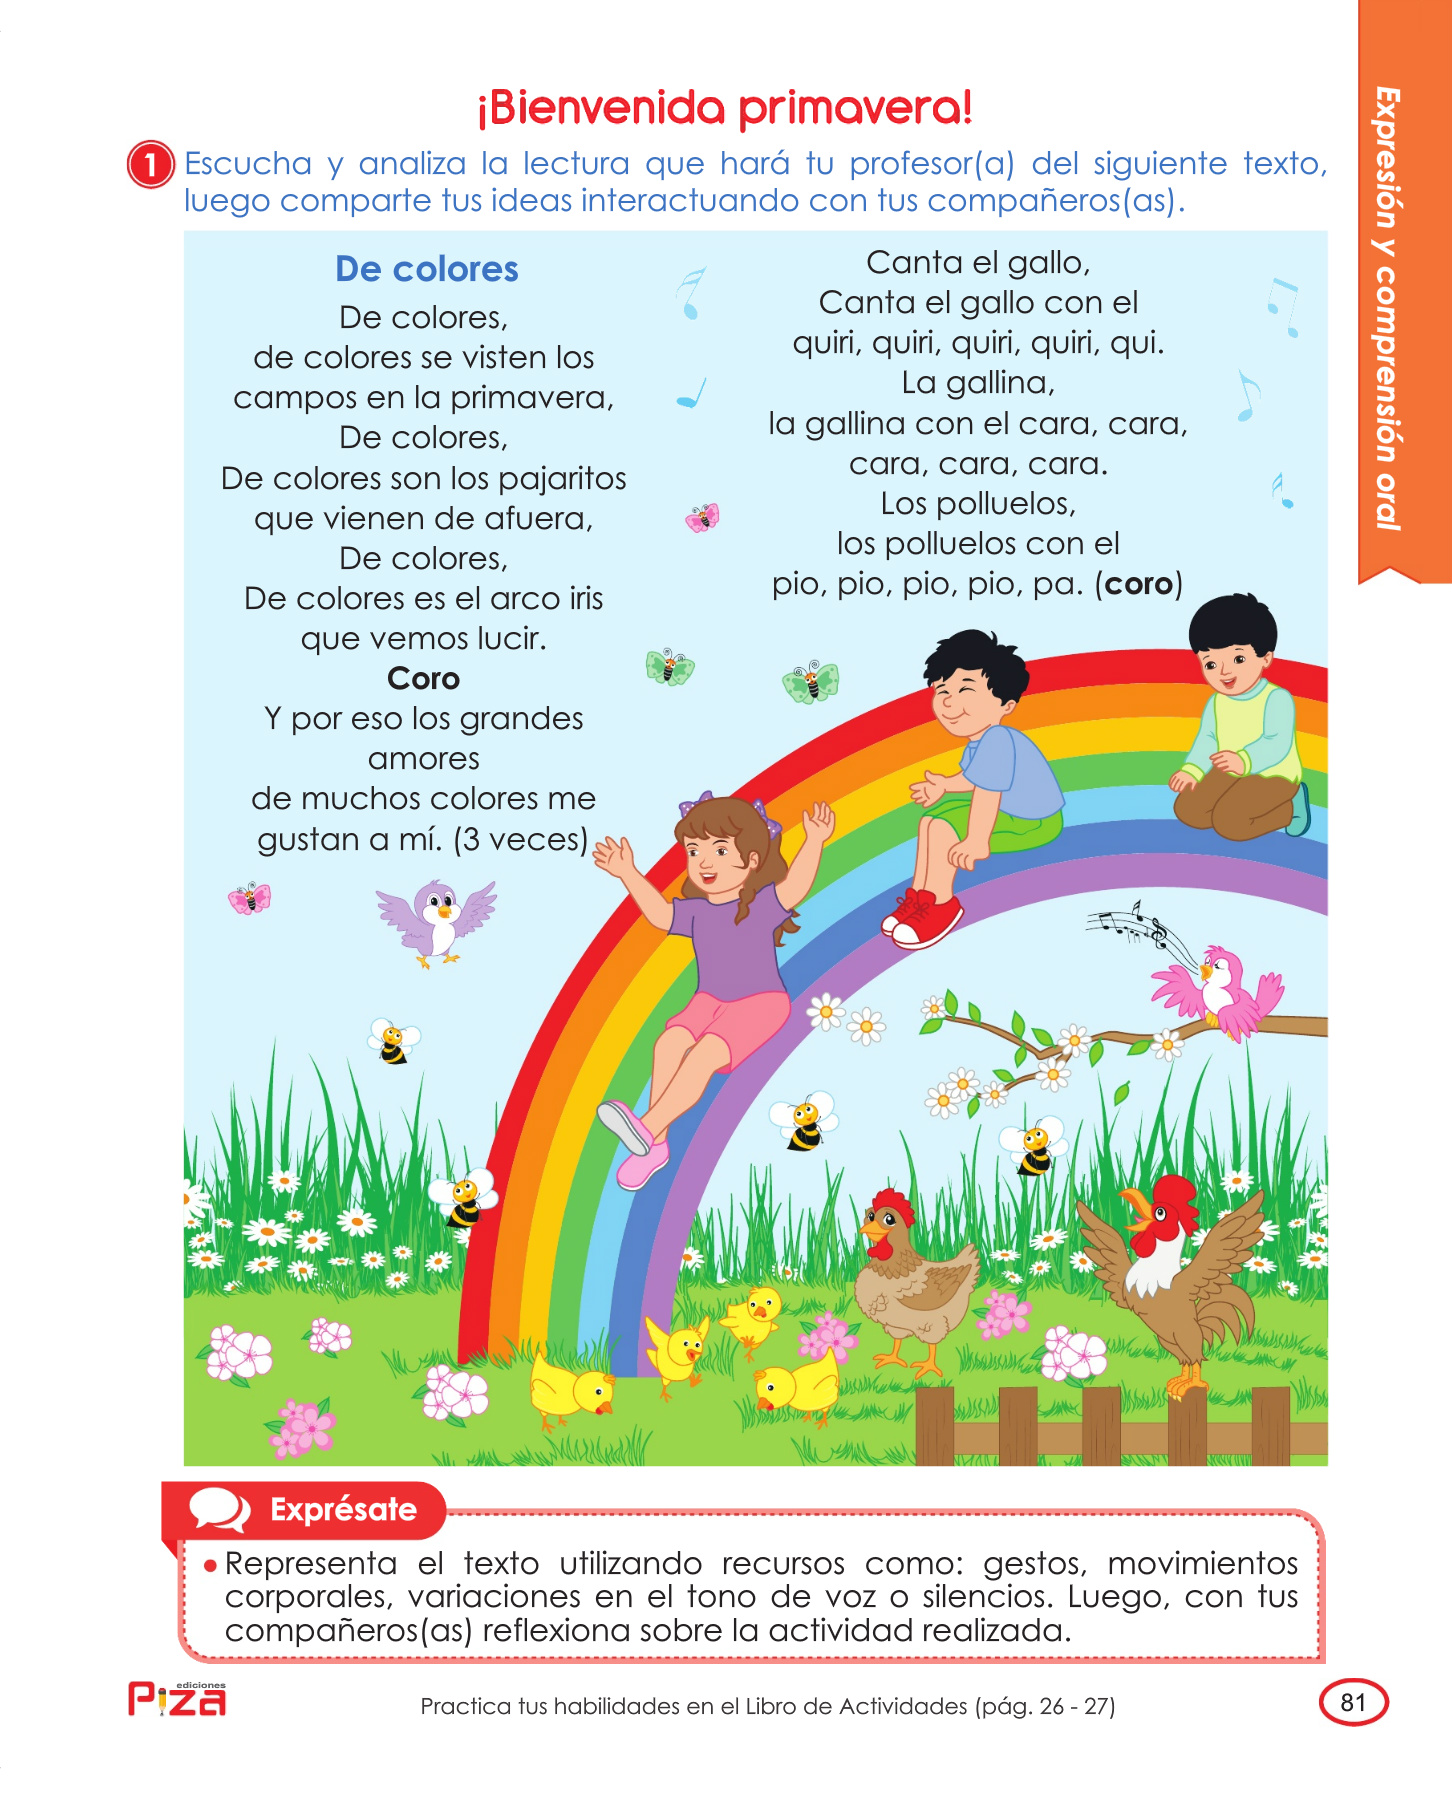 ¡Bienvenida primavera!
1 Escucha y analiza la lectura que hará tu profesor(a) del siguiente texto,
luego comparte tus ideas interactuando con tus compañeros(as).
De colores
De colores,
de colores se visten los
campos en la primavera,
De colores,
De colores son los pajaritos
que vienen de afuera,
De colores,
De colores es el arco iris
que vemos lucir.
Coro
Y por eso los grandes
amores
de muchos colores me
gustan a mí. (3 veces)
Canta el gallo,
Canta el gallo con el
quiri, quiri, quiri, quiri, qui.
La gallina,
la gallina con el cara, cara,
cara, cara, cara.
Los polluelos,
los polluelos con el
pio, pio, pio, pio, pa. (coro)
Expresión y comprensión oral
Exprésate
• Representa el texto utilizando recursos como: gestos, movimientos
corporales, variaciones en el tono de voz o silencios. Luego, con tus
compañeros(as) reflexiona sobre la actividad realizada.
ediciones
Piza
Practica tus habilidades en el Libro de Actividades (pág. 26 - 27)
81